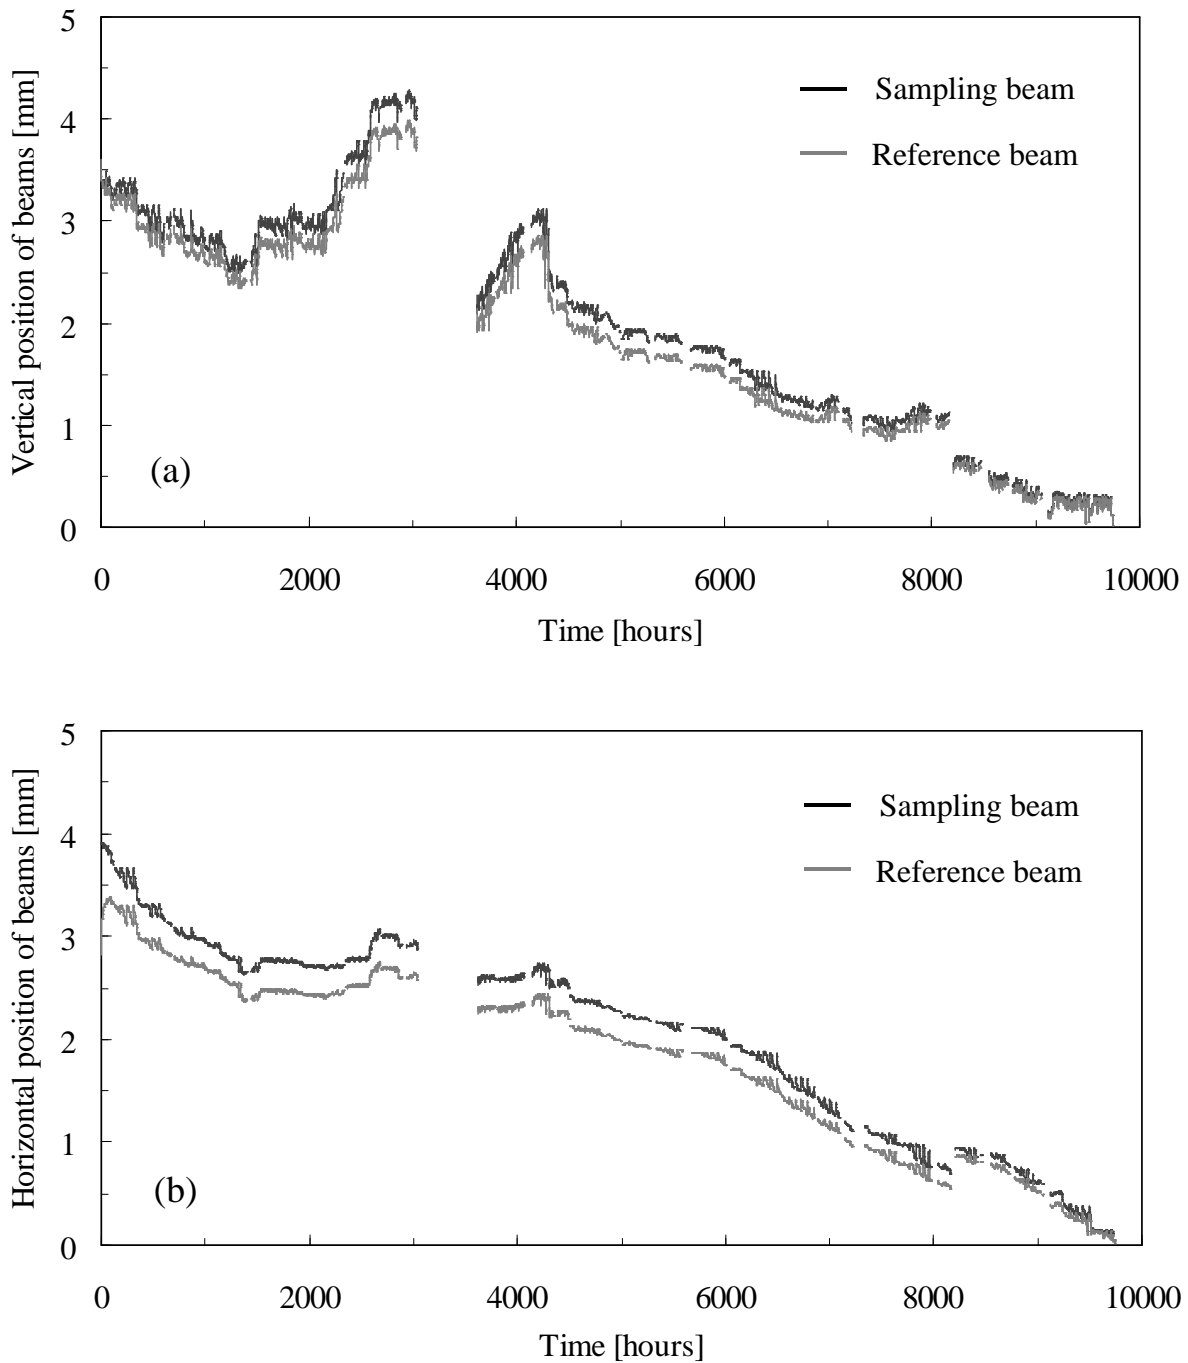 5
4
3
2
1
0
Vertical position of beams [mm]
Sampling beam
Reference beam
(a)
0 2000 4000 6000 8000 10000
Time [hours]
5
4
3
2
1
0
Horizontal position of beams [mm]
Sampling beam
Reference beam
(b)
0 2000 4000 6000 8000 10000
Time [hours]